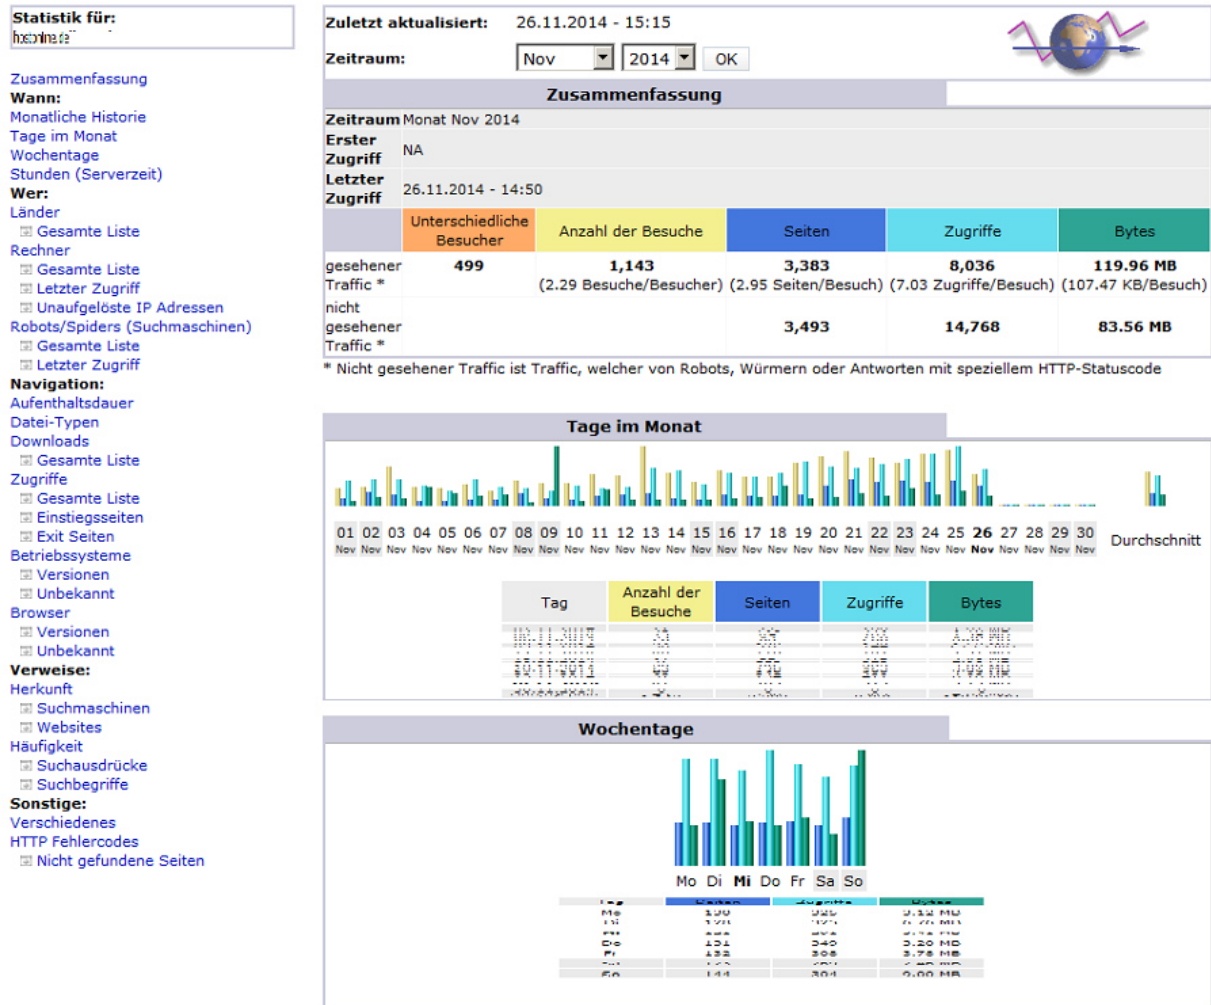 Statistik für:
Zusammenfassung
Wann:
Monatliche Historie
Tage im Monat
Wochentage
Stunden (Serverzeit)
Wer:
Länder
Gesamte Liste
Rechner
Gesamte Liste
Letzter Zugriff
Unaufgelöste IP Adressen
Robots/Spiders (Suchmaschinen)
Gesamte Liste
Letzter Zugriff
Navigation:
Aufenthaltsdauer
Datei-Typen
Downloads
Gesamte Liste
Zugriffe
Gesamte Liste
Einstiegsseiten
Exit Seiten
Betriebssysteme
Versionen
Unbekannt
Browser
Versionen
Unbekannt
Verweise:
Herkunft
Suchmaschinen
Websites
Häufigkeit
Suchausdrücke
Suchbegriffe
Sonstige:
Verschiedenes
HTTP Fehlercodes
Nicht gefundene Seiten
Zuletzt aktualisiert: 26.11.2014 - 15:15
Zeitraum: Nov 2014 OK
Zusammenfassung
Zeitraum Monat Nov 2014
Erster Zugriff NA
Letzter Zugriff 26.11.2014 - 14:50
Unterschiedliche Besucher Anzahl der Besuche Seiten Zugriffe Bytes
gesehener Traffic * 499 1,143 3,383 8,036 119.96 MB
(2.29 Besuche/Besucher) (2.95 Seiten/Besuch) (7.03 Zugriffe/Besuch) (107.47 KB/Besuch)
nicht gesehener Traffic * 3,493 14,768 83.56 MB
* Nicht gesehener Traffic ist Traffic, welcher von Robots, Würmern oder Antworten mit speziellem HTTP-Statuscode
Tage im Monat
01 02 03 04 05 06 07 08 09 10 11 12 13 14 15 16 17 18 19 20 21 22 23 24 25 26 27 28 29 30
Nov Nov Nov Nov Nov Nov Nov Nov Nov Nov Nov Nov Nov Nov Nov Nov Nov Nov Nov Nov Nov Nov Nov Nov Nov Nov Nov Nov Nov Nov Durchschnitt
Tag Anzahl der Besuche Seiten Zugriffe Bytes
Wochentage
Mo Di Mi Do Fr Sa So